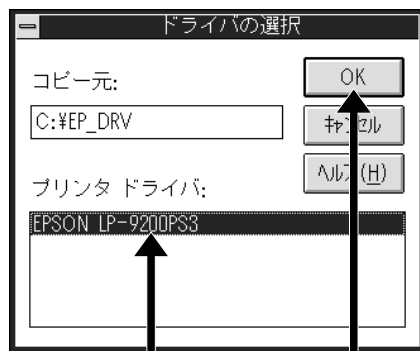 ドライバの選択
コピー元:
OK
C:¥EP_DRV
キャンセル
ヘルプ(H)
プリンタ ドライバ:
EPSON LP-9200PS3